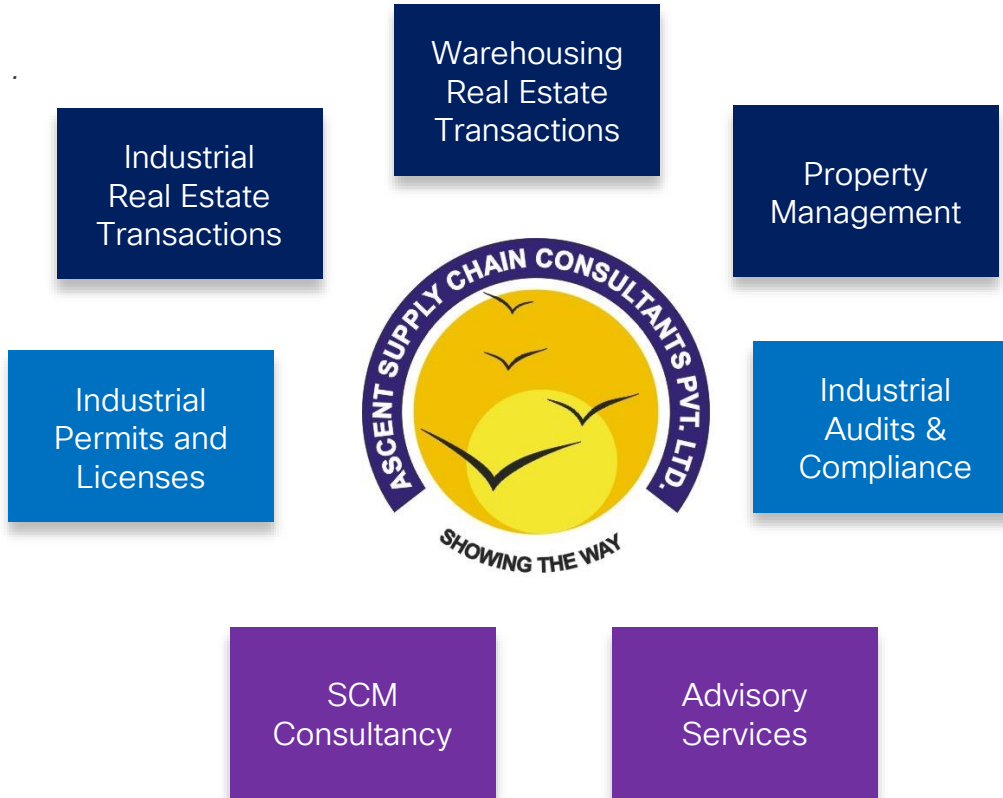 .
Warehousing
Real Estate
Transactions
Industrial
Real Estate
Transactions
Property
Management
ASCENT SUPPLY CHAIN CONSULTANTS PVT. LTD.
SHOWING THE WAY
Industrial
Permits and
Licenses
Industrial
Audits &
Compliance
SCM
Consultancy
Advisory
Services